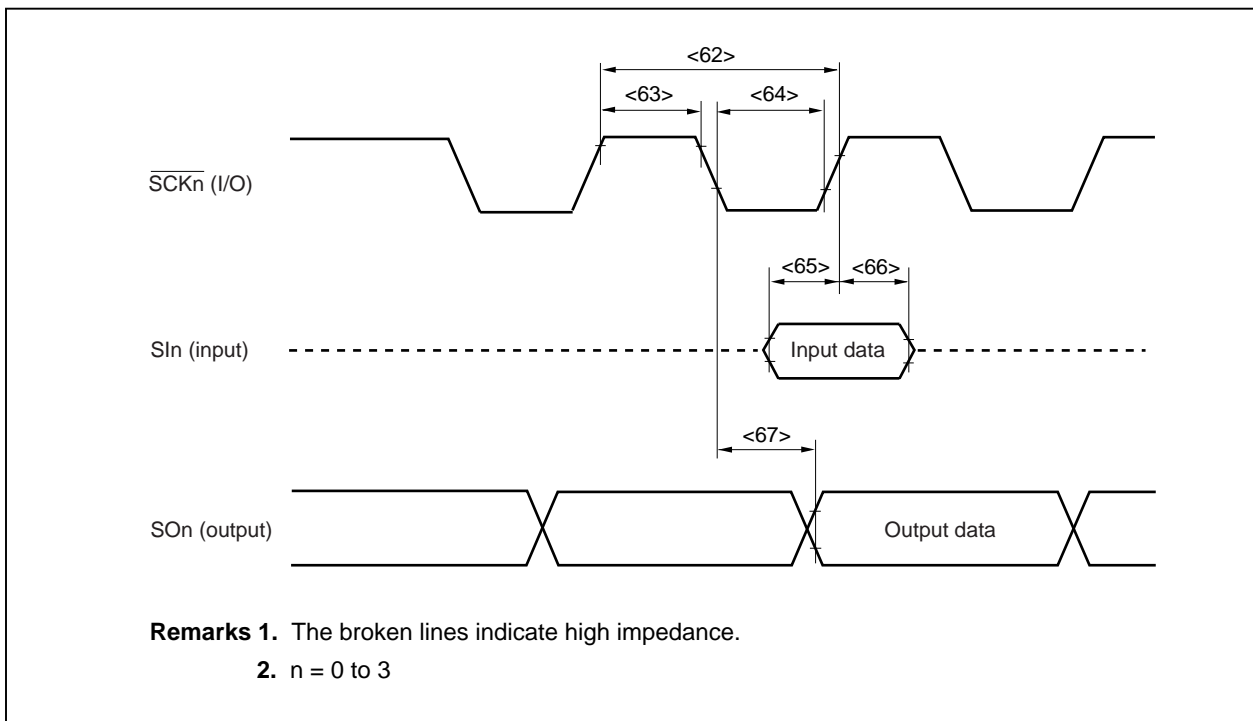 <62>
<63> <64>
SCKn (I/O)
<65> <66>
SIn (input) Input data
<67>
SOn (output) Output data
Remarks 1. The broken lines indicate high impedance.
2. n = 0 to 3